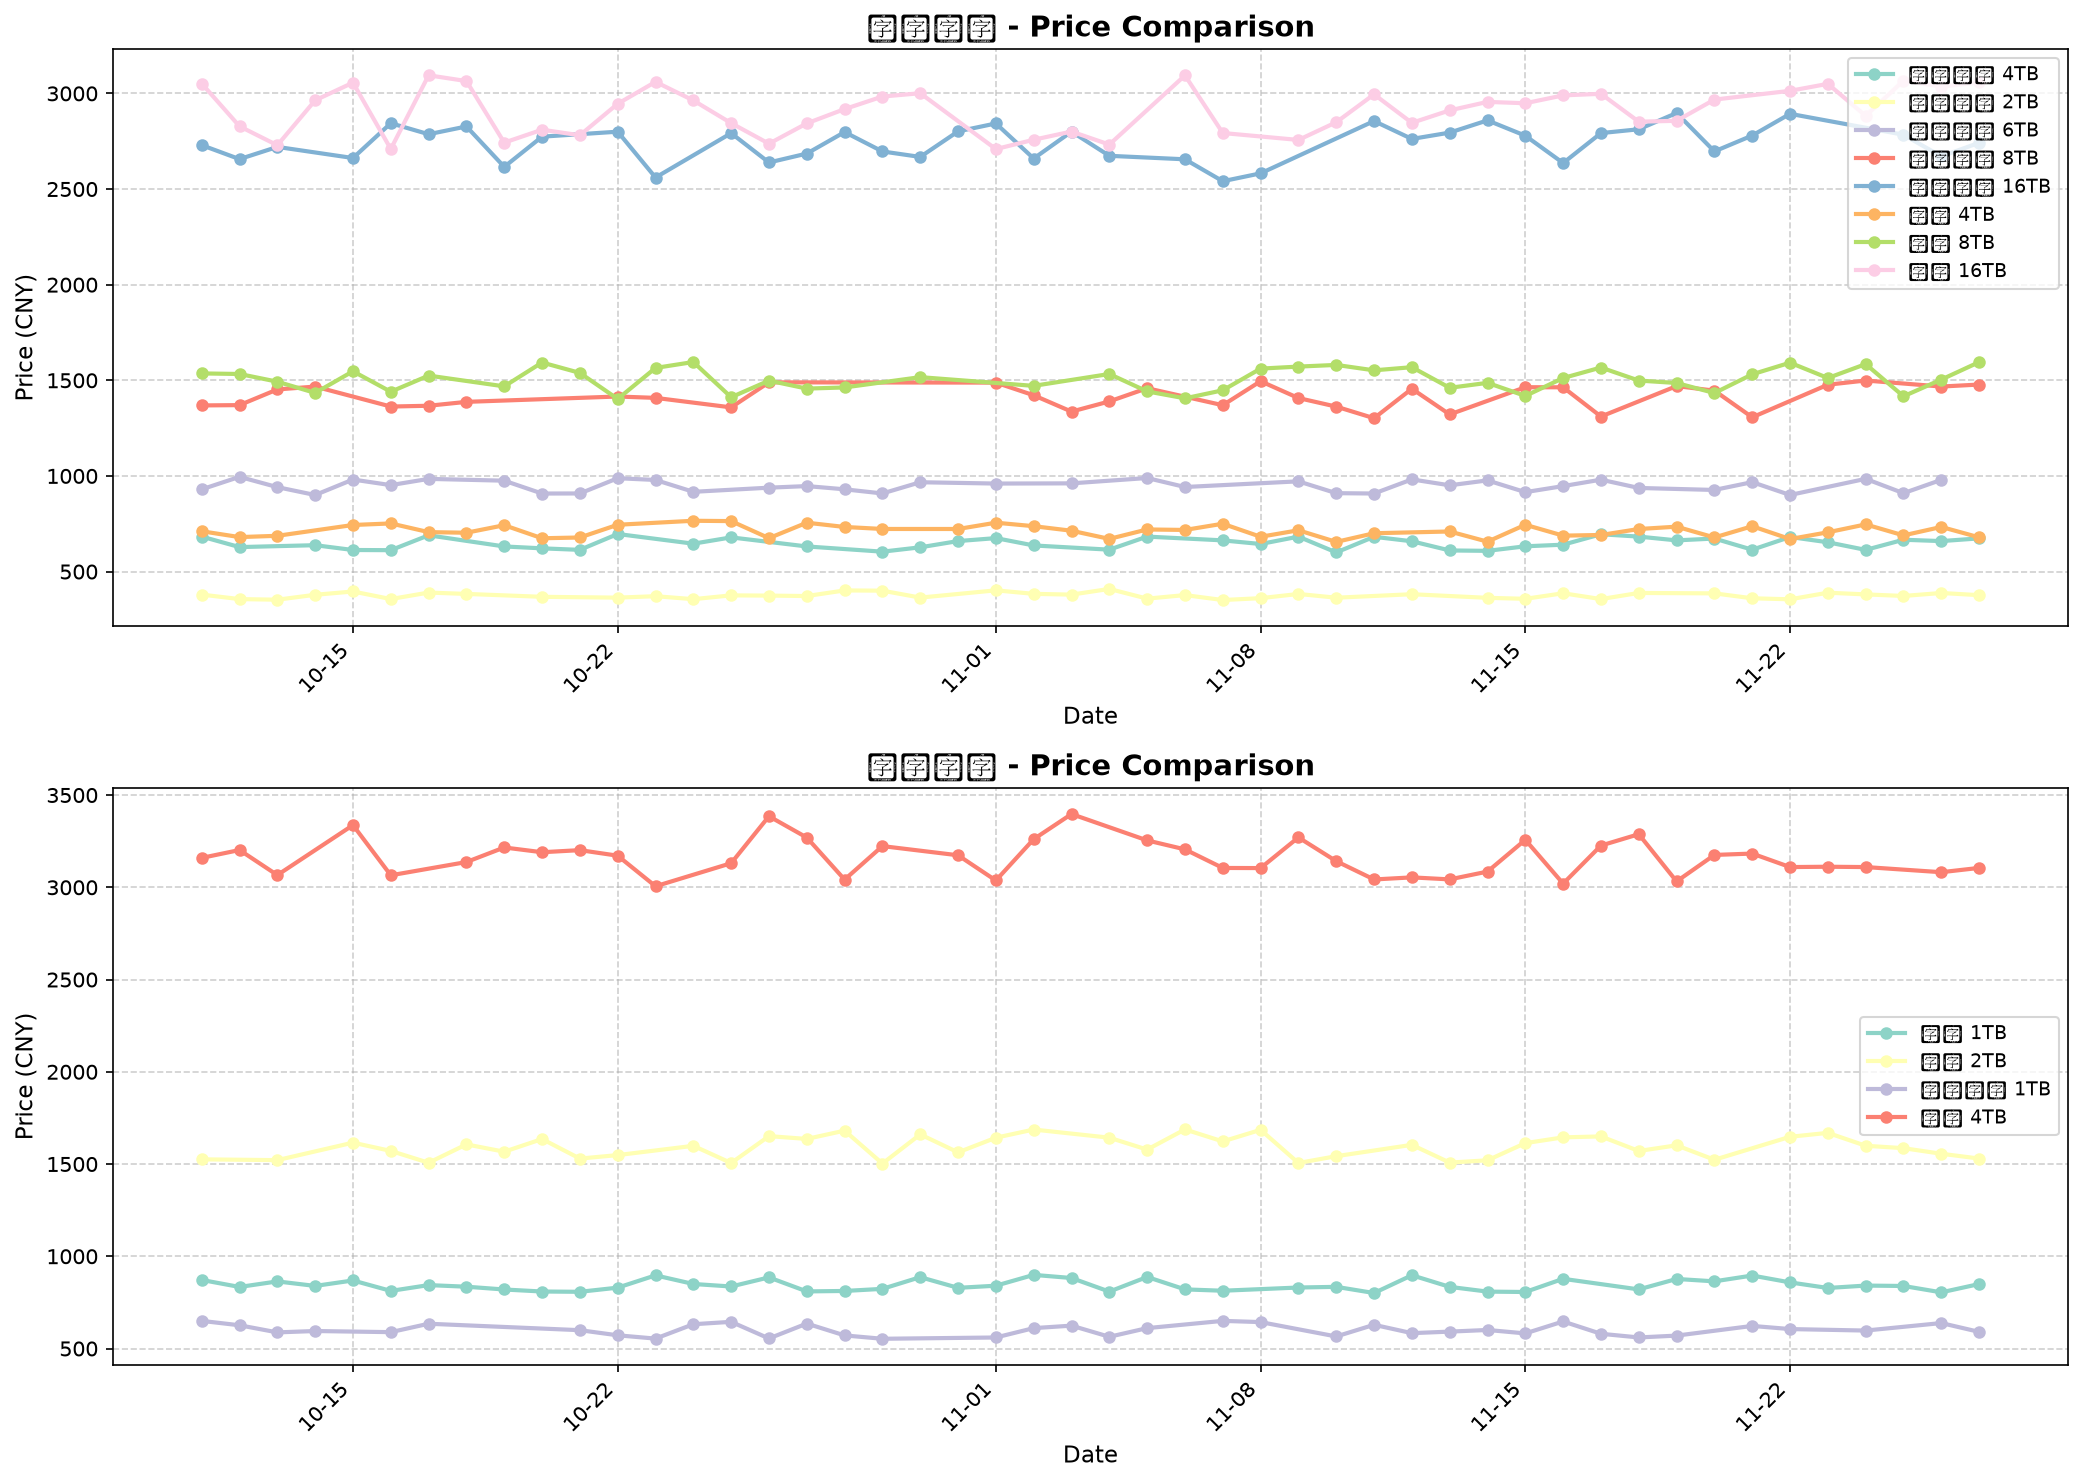 - Price Comparison
3000
2500
2000
1500
1000
500
Price (CNY)
4TB
2TB
6TB
8TB
16TB
4TB
8TB
16TB
10-15
10-22
11-01
11-08
11-15
11-22
Date
- Price Comparison
3500
3000
2500
2000
1500
1000
500
Price (CNY)
1TB
2TB
1TB
4TB
10-15
10-22
11-01
11-08
11-15
11-22
Date